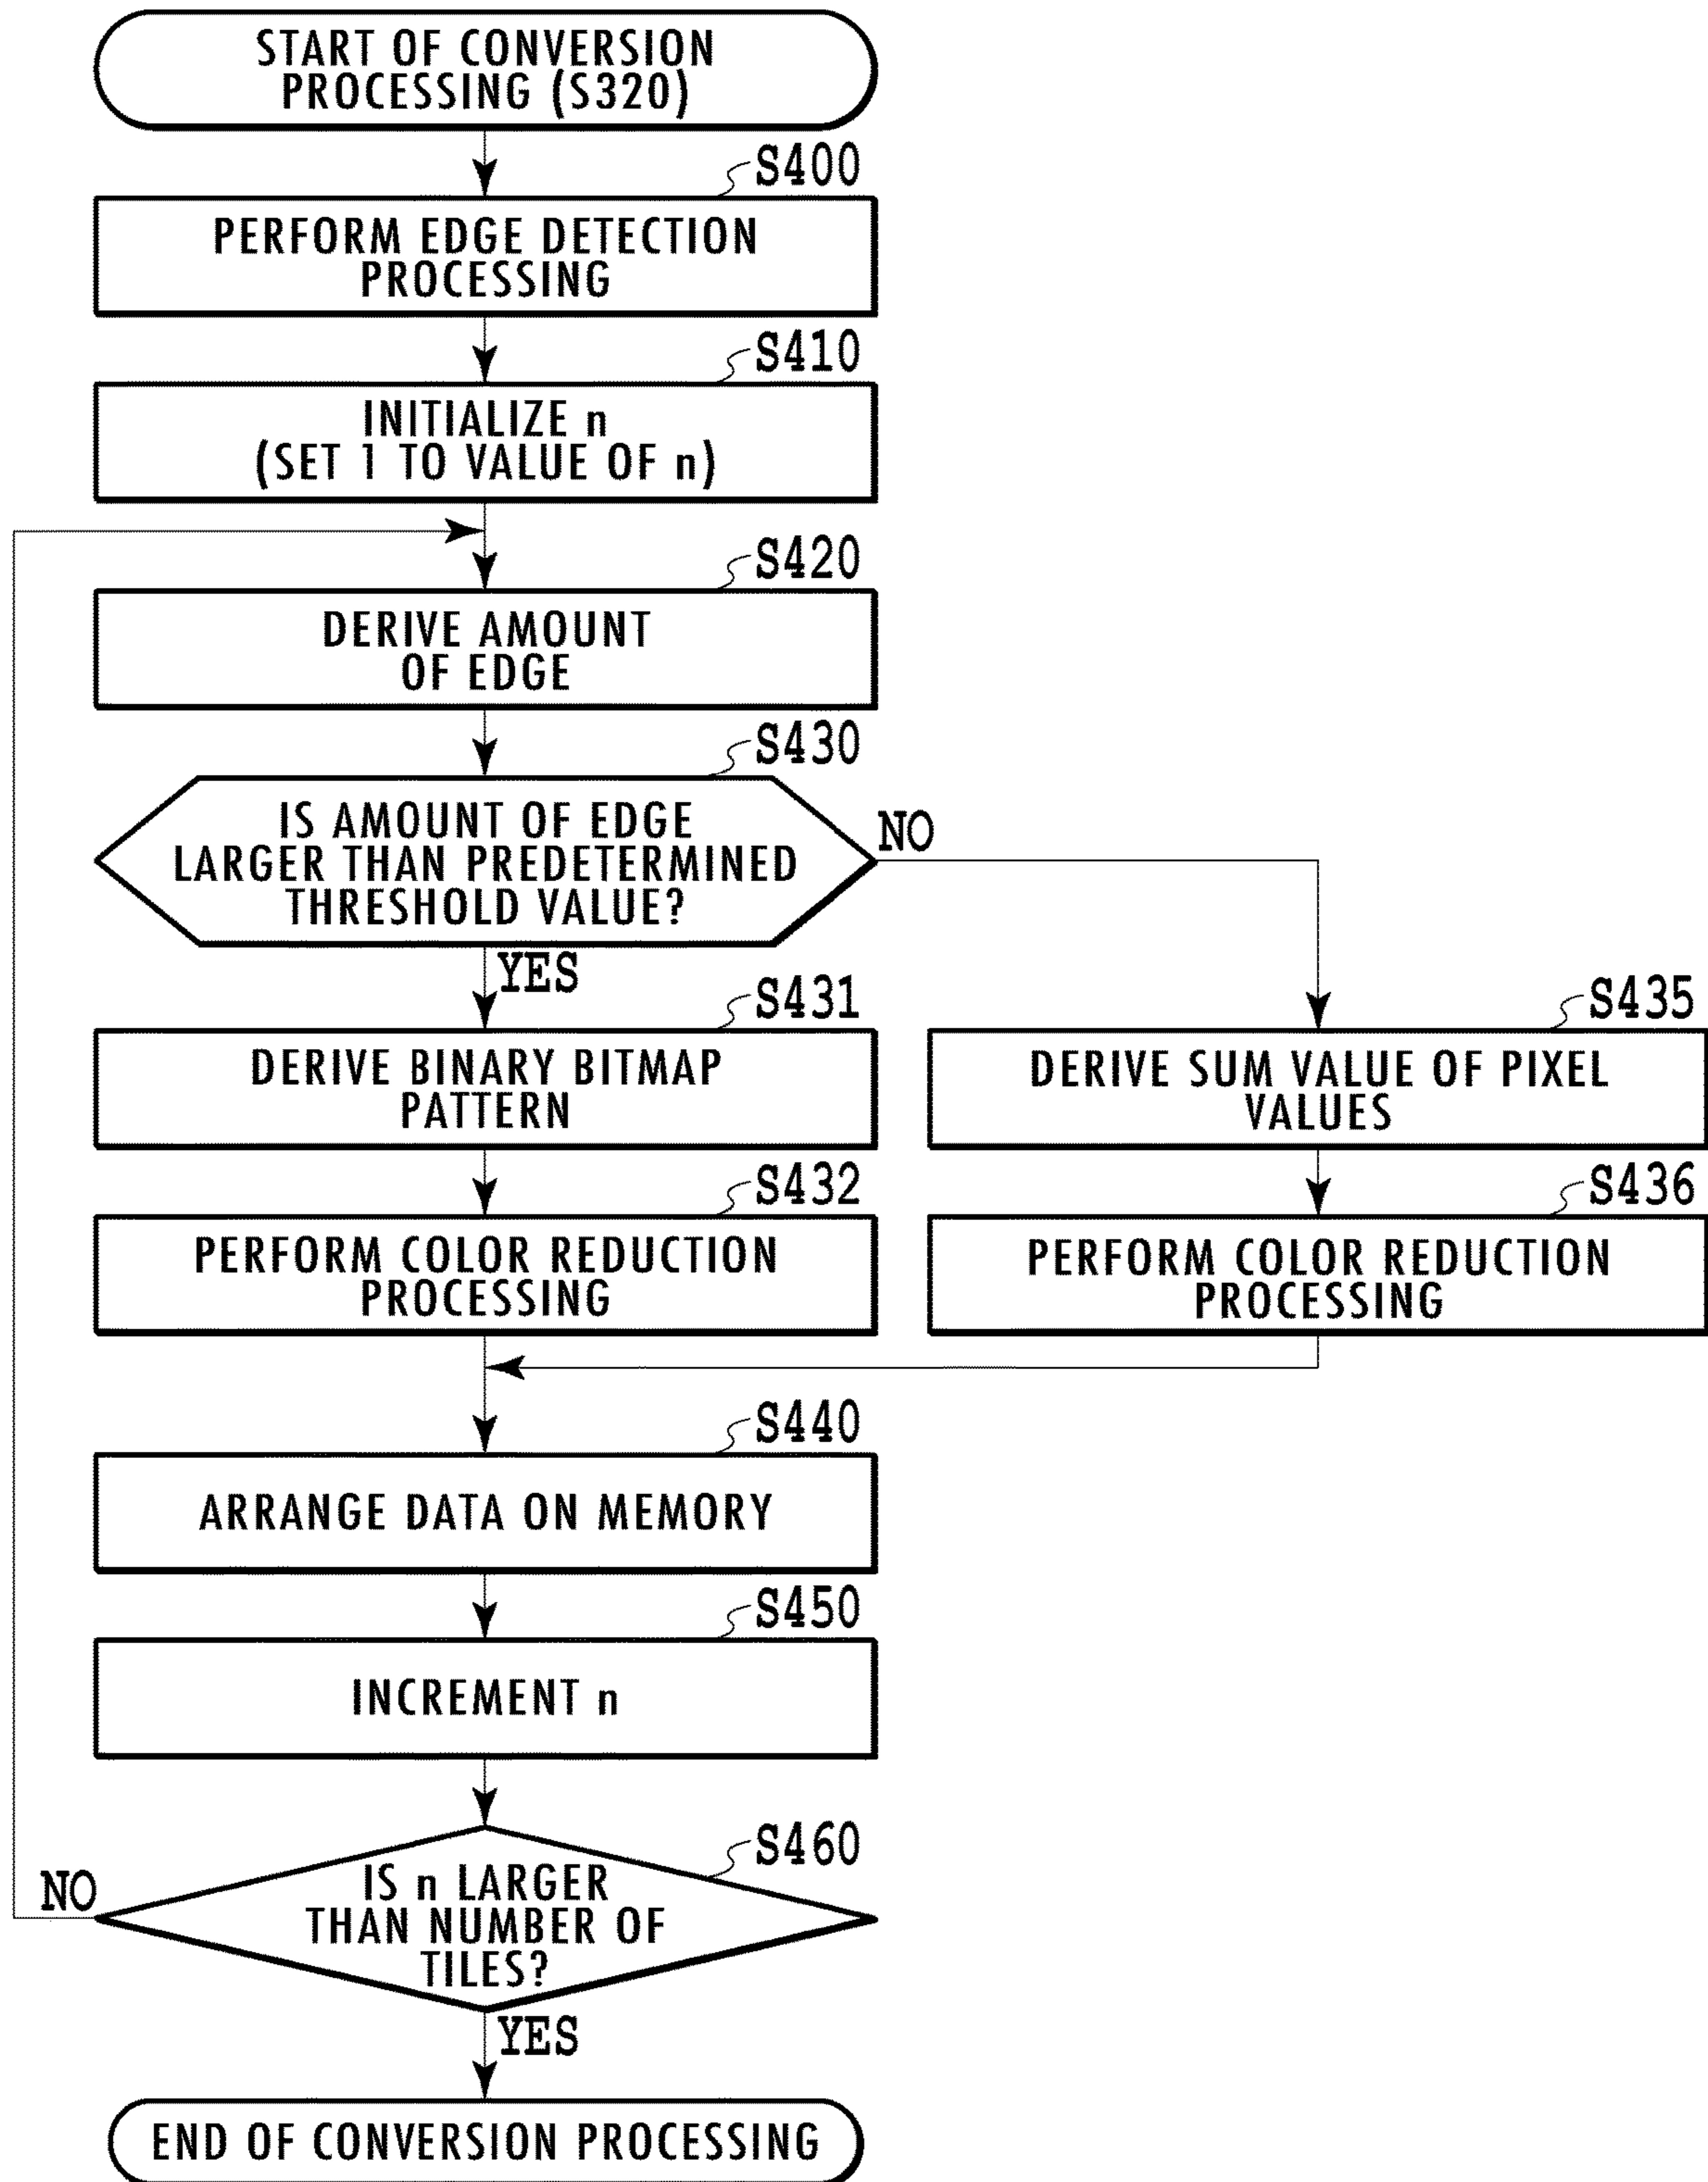 START OF CONVERSION
PROCESSING (S320)
S400
PERFORM EDGE DETECTION
PROCESSING
S410
INITIALIZE n
(SET 1 TO VALUE OF n)
S420
DERIVE AMOUNT
OF EDGE
S430
IS AMOUNT OF EDGE
LARGER THAN PREDETERMINED
THRESHOLD VALUE?
NO
YES
S431
DERIVE BINARY BITMAP
PATTERN
S435
DERIVE SUM VALUE OF PIXEL
VALUES
S432
PERFORM COLOR REDUCTION
PROCESSING
S436
PERFORM COLOR REDUCTION
PROCESSING
S440
ARRANGE DATA ON MEMORY
S450
INCREMENT n
S460
IS n LARGER
THAN NUMBER OF
TILES?
NO
YES
END OF CONVERSION PROCESSING